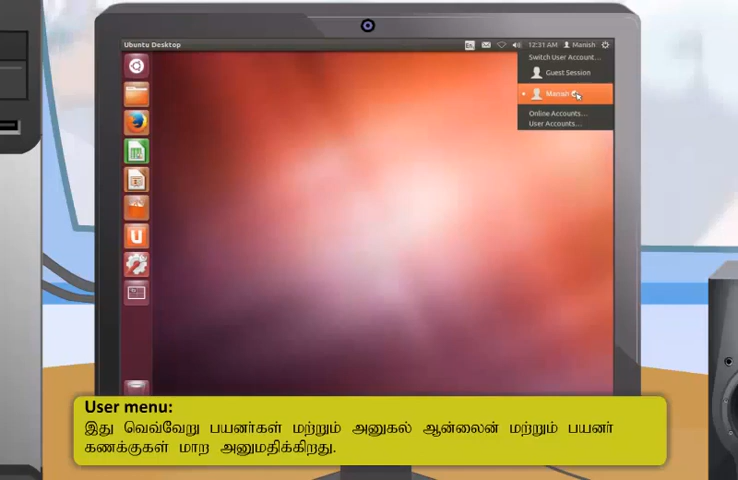 Ubuntu Desktop
En
12:31 AM
Manish
Switch User Account...
Guest Session
Manish
Online Accounts...
User Accounts...
User menu:
இது வெவ்வேறு பயனர்கள் மற்றும் அனுகல் ஆன்லைன் மற்றும் பயனர்
கணக்குகள் மாற அனுமதிக்கிறது.